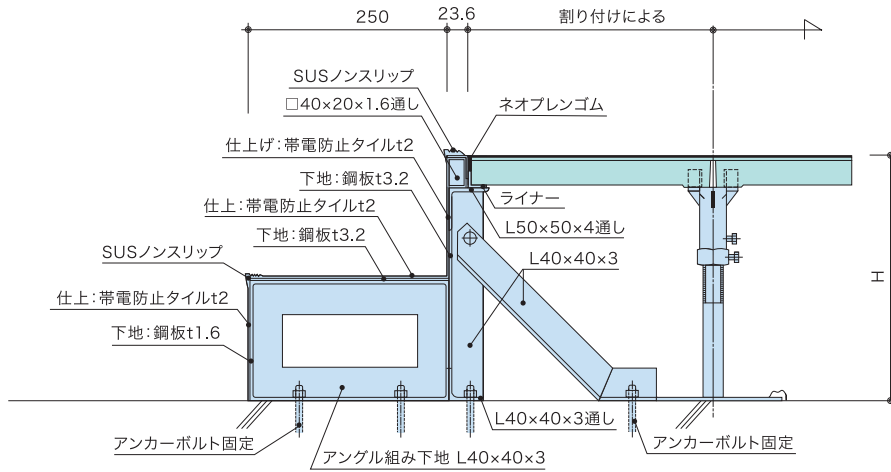 250
23.6
割り付けによる
SUSノンスリップ
□40×20×1.6通し
ネオプレンゴム
仕上げ：帯電防止タイルt2
下地：鋼板t3.2
ライナー
仕上：帯電防止タイルt2
L50×50×4通し
下地：鋼板t3.2
SUSノンスリップ
L40×40×3
H
仕上：帯電防止タイルt2
下地：鋼板t1.6
L40×40×3通し
アンカーボルト固定
アングル組み下地 L40×40×3
アンカーボルト固定